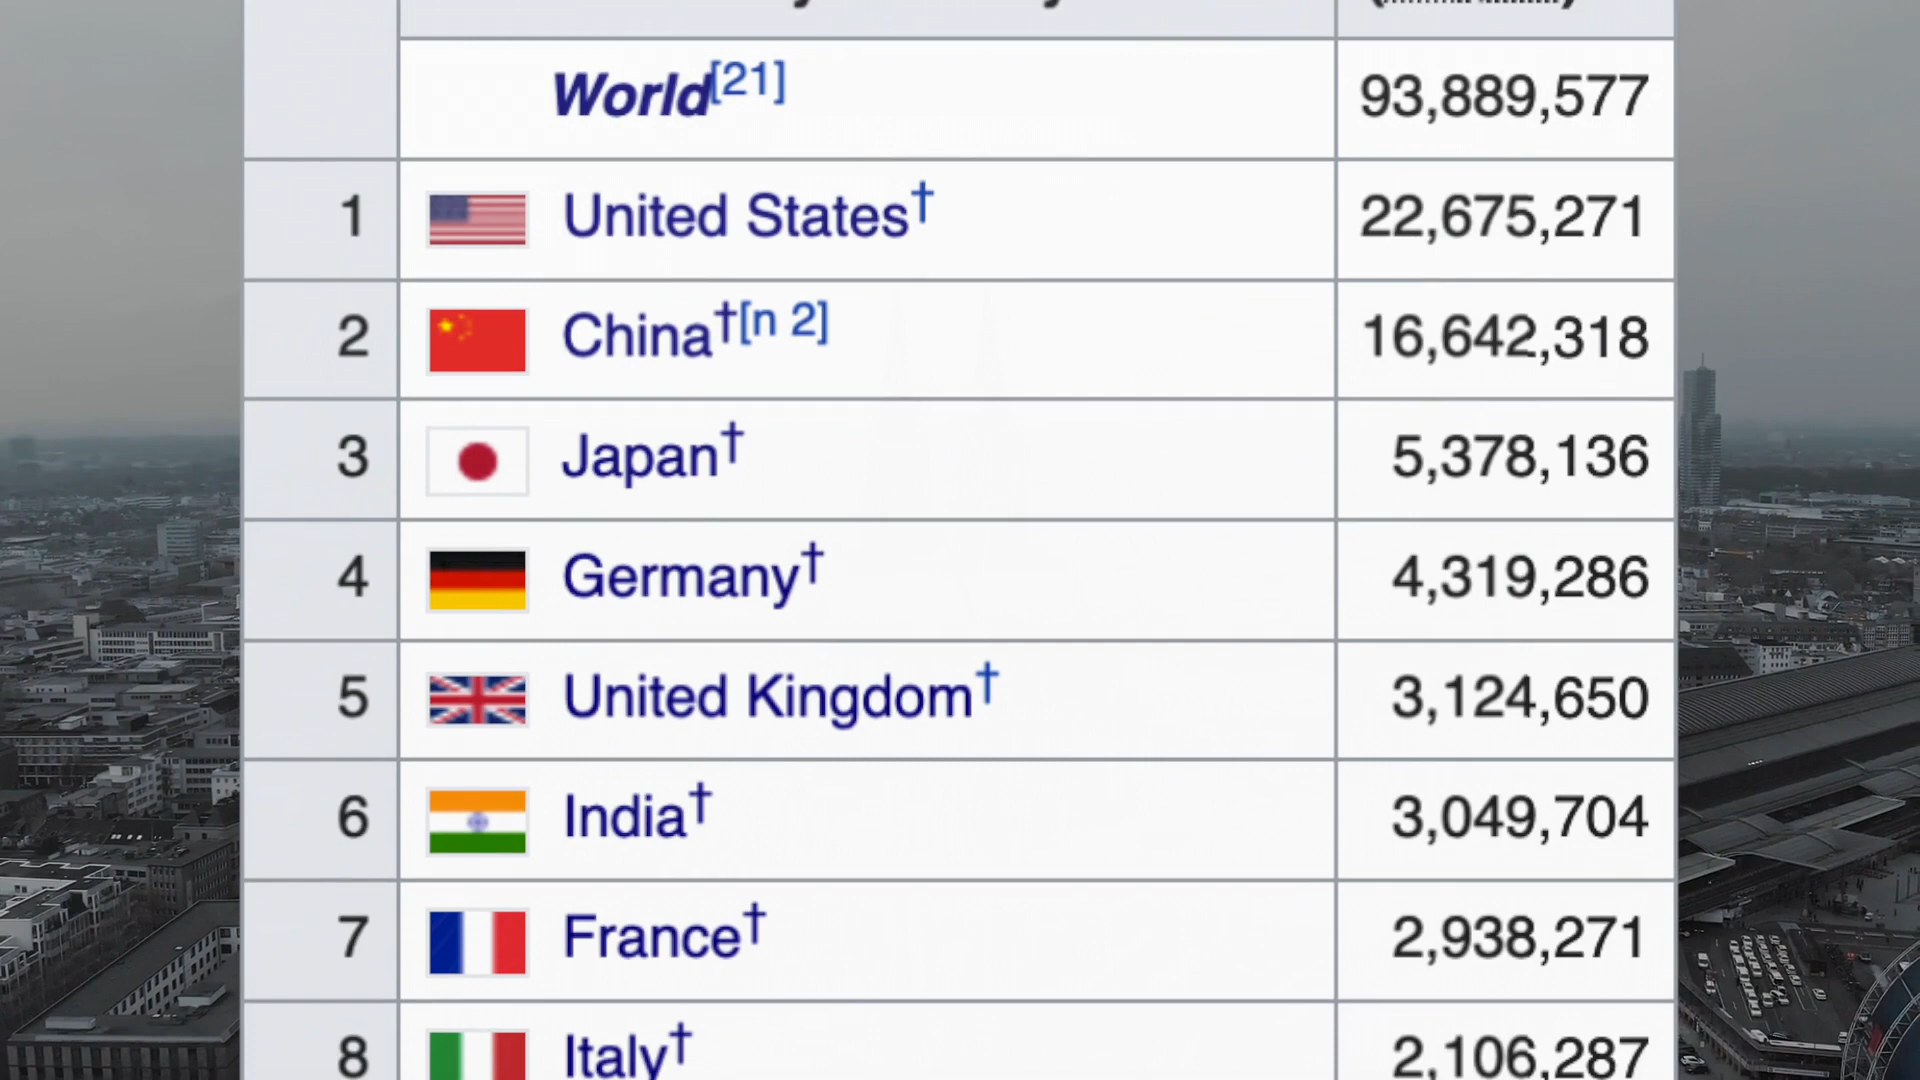 World[21] 93,889,577
1 United States† 22,675,271
2 China†[n 2] 16,642,318
3 Japan† 5,378,136
4 Germany† 4,319,286
5 United Kingdom† 3,124,650
6 India† 3,049,704
7 France† 2,938,271
8 Italy† 2,106,287